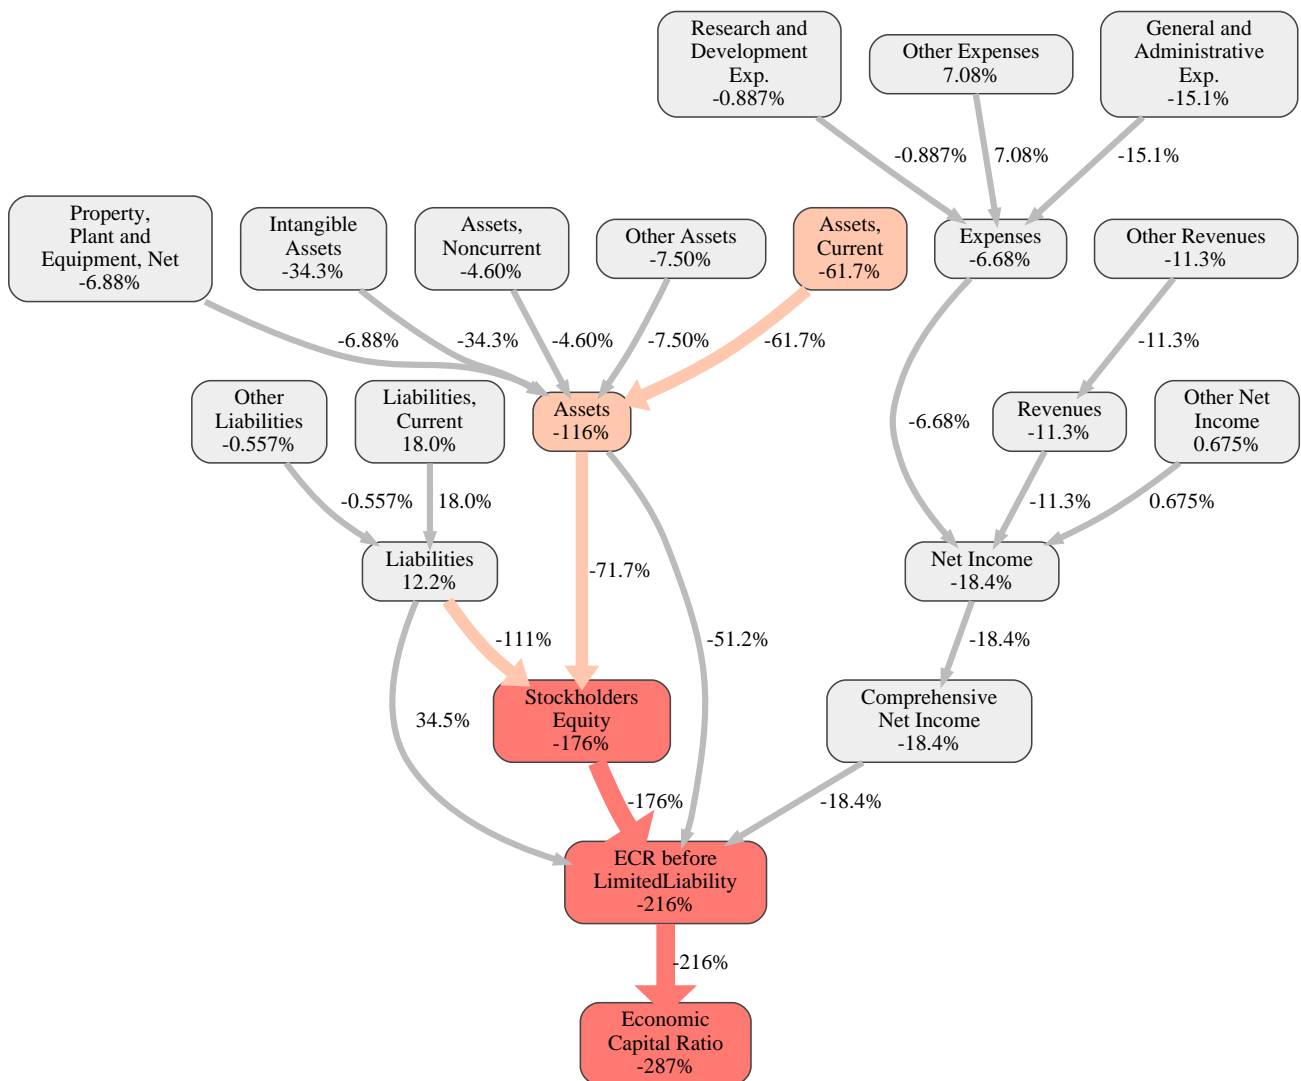 Research and
Development
Exp.
-0.887%
Other Expenses
7.08%
General and
Administrative
Exp.
-15.1%
-0.887%
7.08%
-15.1%
Property,
Plant and
Equipment, Net
-6.88%
Intangible
Assets
-34.3%
Assets,
Noncurrent
-4.60%
Other Assets
-7.50%
Assets,
Current
-61.7%
Expenses
-6.68%
Other Revenues
-11.3%
-6.88%
-34.3%
-4.60%
-7.50%
-61.7%
-11.3%
Other
Liabilities
-0.557%
Liabilities,
Current
18.0%
Assets
-116%
-6.68%
Revenues
-11.3%
Other Net
Income
0.675%
-0.557%
18.0%
-11.3%
0.675%
Liabilities
12.2%
-71.7%
Net Income
-18.4%
-111%
-51.2%
-18.4%
34.5%
Stockholders
Equity
-176%
Comprehensive
Net Income
-18.4%
-176%
-18.4%
ECR before
LimitedLiability
-216%
-216%
Economic
Capital Ratio
-287%